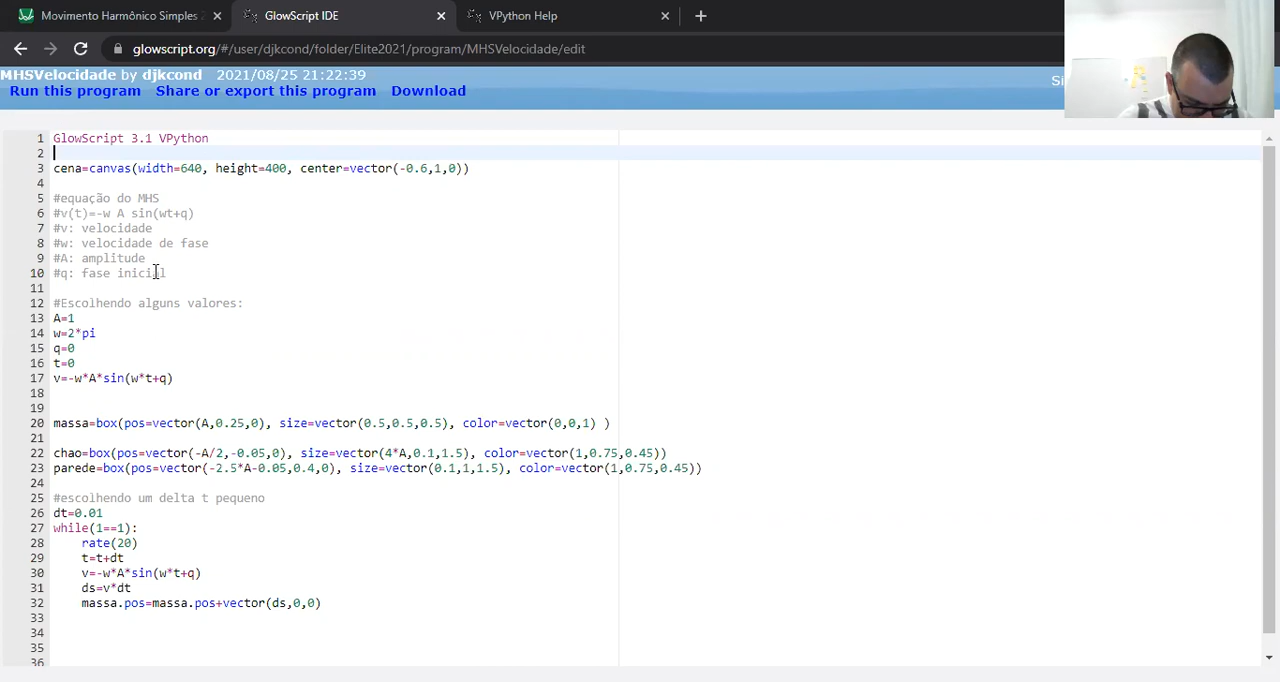 Movimento Harmônico Simples
GlowScript IDE
VPython Help
glowscript.org/#/user/djkcond/folder/Elite2021/program/MHSVelocidade/edit
MHSVelocidade by djkcond 2021/08/25 21:22:39
Run this program Share or export this program Download
1 GlowScript 3.1 VPython
2
3 cena=canvas(width=640, height=400, center=vector(-0.6,1,0))
4
5 #equação do MHS
6 #v(t)=-w A sin(wt+q)
7 #v: velocidade
8 #w: velocidade de fase
9 #A: amplitude
10 #q: fase inicial
11
12 #Escolhendo alguns valores:
13 A=1
14 w=2*pi
15 q=0
16 t=0
17 v=-w*A*sin(w*t+q)
18
19
20 massa=box(pos=vector(A,0.25,0), size=vector(0.5,0.5,0.5), color=vector(0,0,1) )
21
22 chao=box(pos=vector(-A/2,-0.05,0), size=vector(4*A,0.1,1.5), color=vector(1,0.75,0.45))
23 parede=box(pos=vector(-2.5*A-0.05,0.4,0), size=vector(0.1,1,1.5), color=vector(1,0.75,0.45))
24
25 #escolhendo um delta t pequeno
26 dt=0.01
27 while(1==1):
28 rate(20)
29 t=t+dt
30 v=-w*A*sin(w*t+q)
31 ds=v*dt
32 massa.pos=massa.pos+vector(ds,0,0)
33
34
35
36